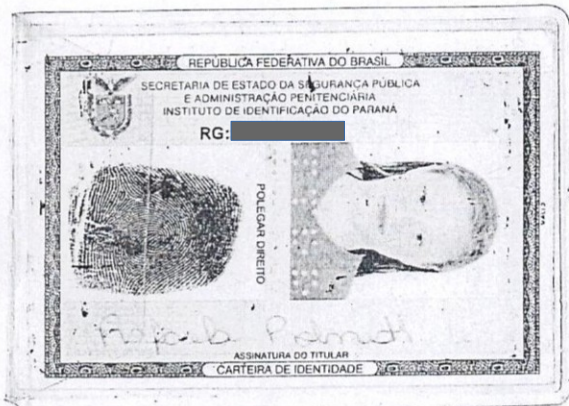 REPÚBLICA FEDERATIVA DO BRASIL
SECRETARIA DE ESTADO DA SEGURANÇA PÚBLICA
E ADMINISTRAÇÃO PENITENCIÁRIA
INSTITUTO DE IDENTIFICAÇÃO DO PARANÁ
RG:
POLEGAR DIREITO
ASSINATURA DO TITULAR
CARTEIRA DE IDENTIDADE